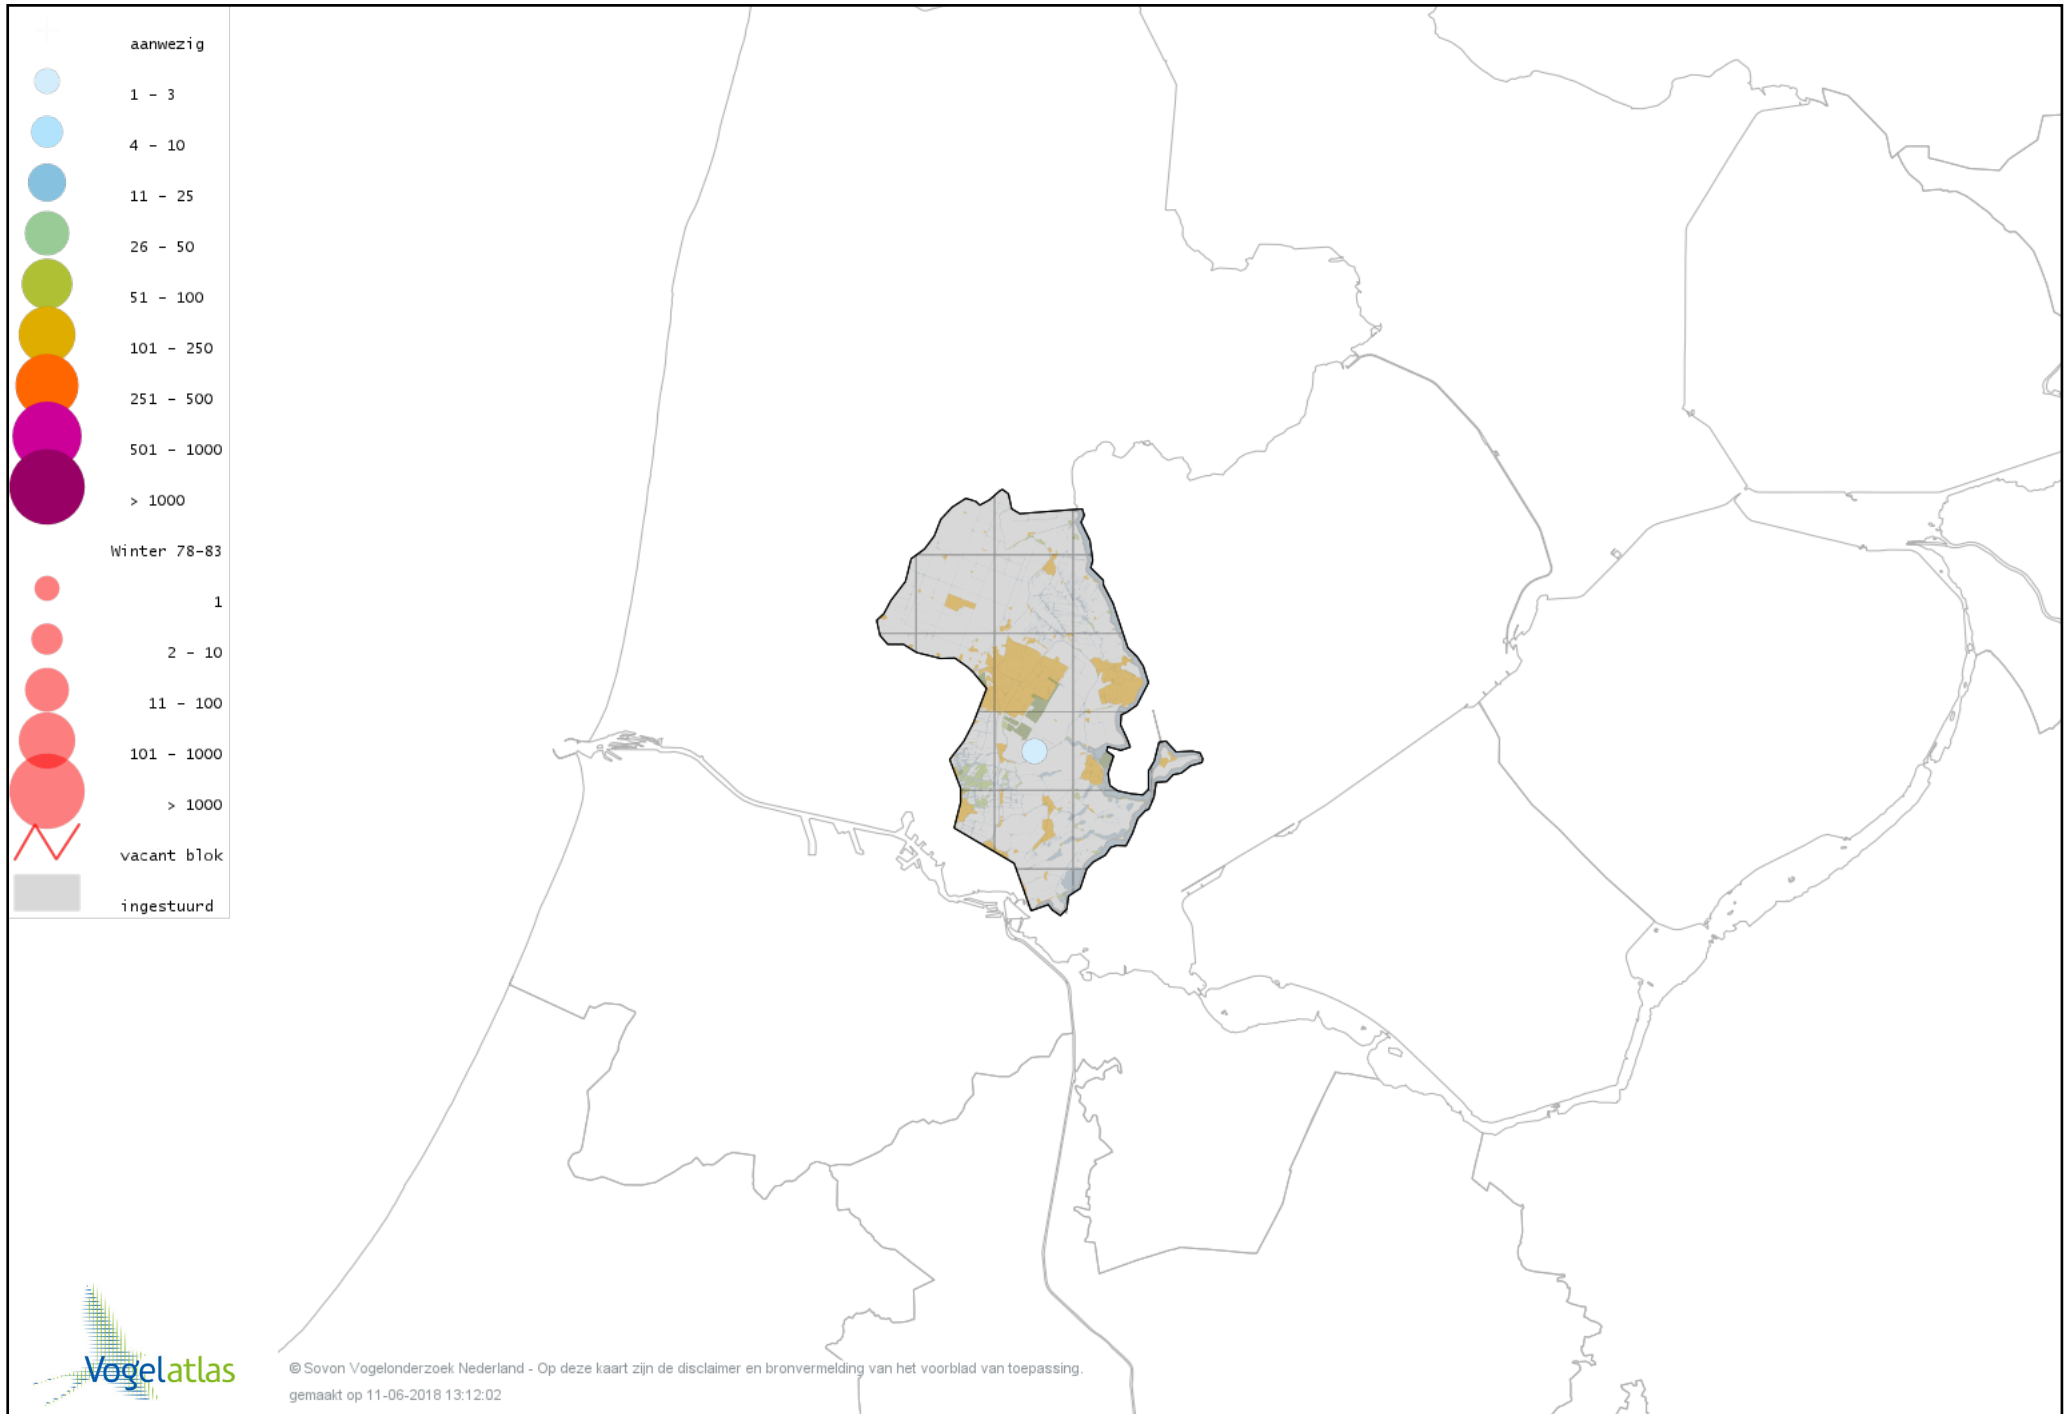 aanwezig
1 - 3
4 - 10
11 - 25
26 - 50
51 - 100
101 - 250
251 - 500
501 - 1000
> 1000
Winter 78-83
1
2 - 10
11 - 100
101 - 1000
> 1000
vacant blok
ingestuurd
Vogelatlas
© Sovon Vogelonderzoek Nederland - Op deze kaart zijn de disclaimer en bronvermelding van het voorblad van toepassing.
gemaakt op 11-06-2018 13:12:02